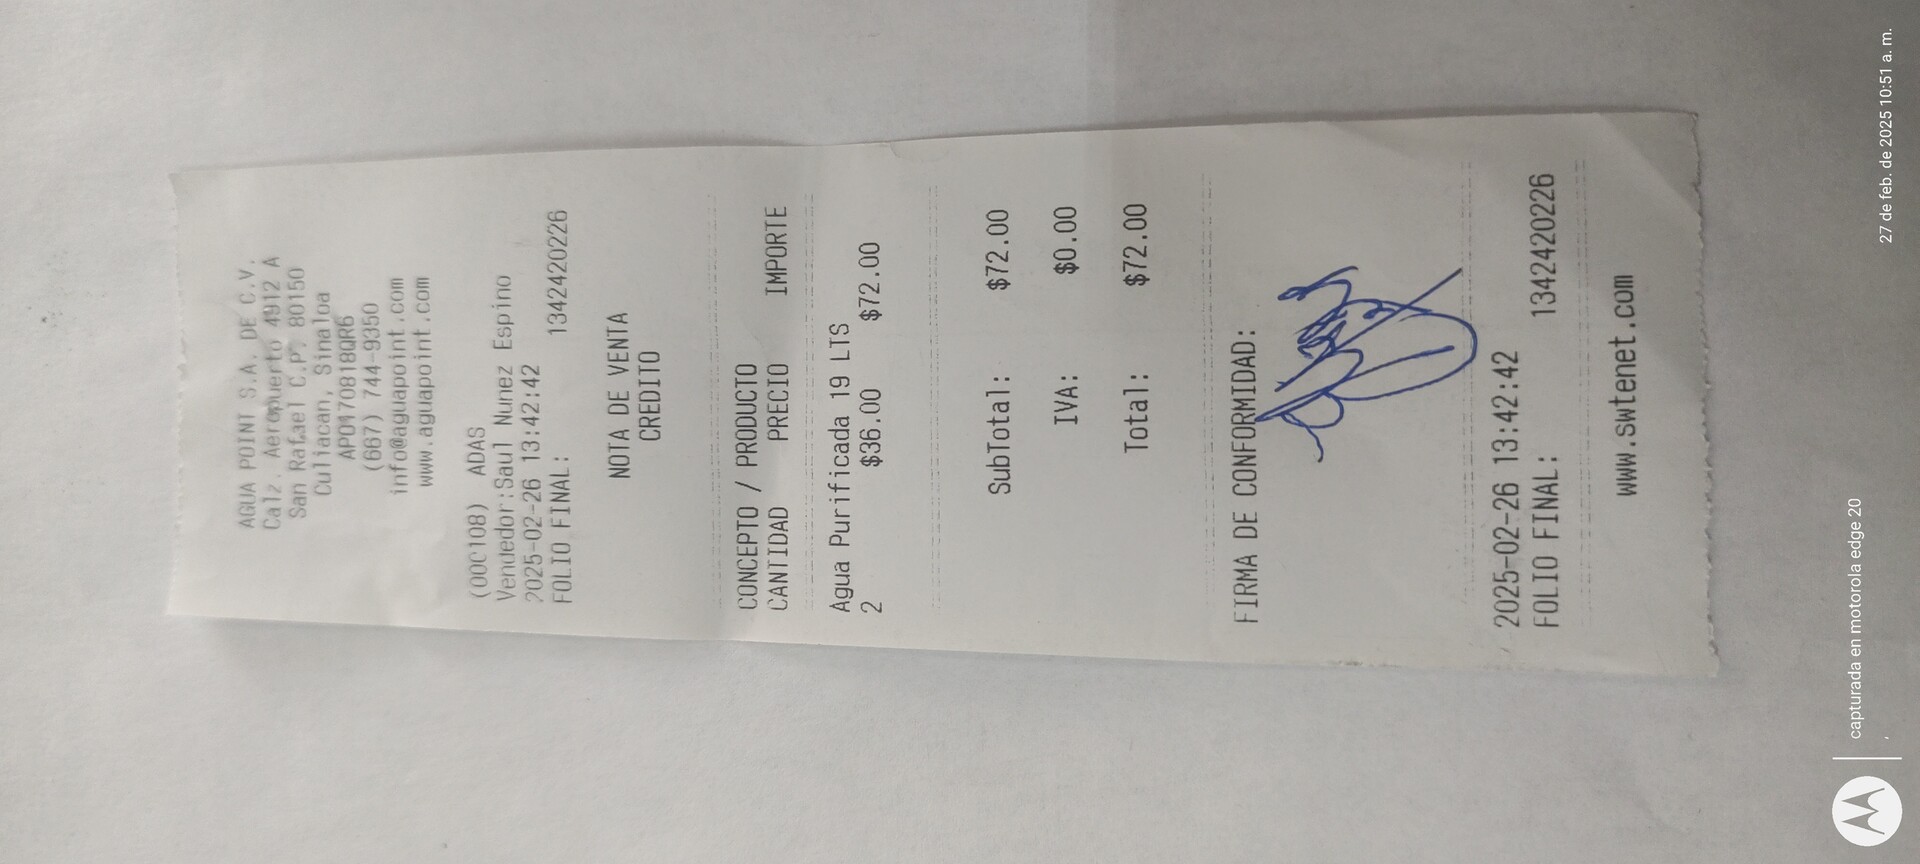 AGUA POINT S.A. DE C.V.
Calz. Aeropuerto 4912 A
San Rafael C.P. 80150
Culiacan, Sinaloa
APO170818QR6
(667) 744-9350
info@aguapoint.com
www.aguapoint.com
(000108) ADAS
Vendedor:Saul Nunez Espino
2025-02-26 13:42:42
FOLIO FINAL: 1342420226
NOTA DE VENTA
CREDITO
CONCEPTO / PRODUCTO
CANTIDAD PRECIO IMPORTE
Agua Purificada 19 LTS
2 $36.00 $72.00
SubTotal: $72.00
IVA: $0.00
Total: $72.00
FIRMA DE CONFORMIDAD:
2025-02-26 13:42:42
FOLIO FINAL: 1342420226
www.swtenet.com
capturada en motorola edge 20
27 de feb. de 2025 10:51 a. m.